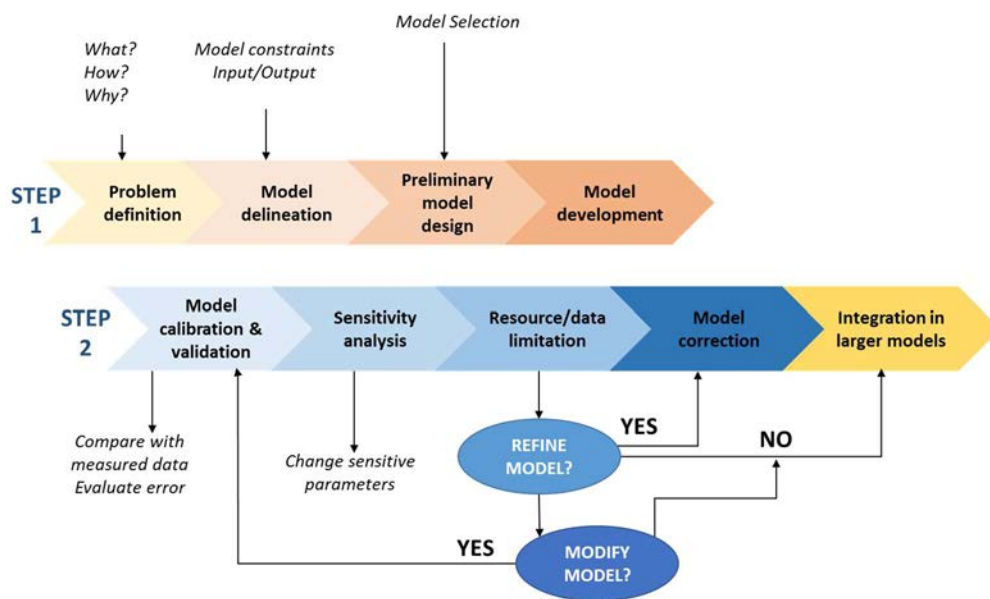 Model Selection
What?
How?
Why?
Model constraints
Input/Output
STEP
1
Problem
definition
Model
delineation
Preliminary
model
design
Model
development
STEP
2
Model
calibration &
validation
Sensitivity
analysis
Resource/data
limitation
Model
correction
Integration in
larger models
Compare with
measured data
Evaluate error
Change sensitive
parameters
REFINE
MODEL?
YES
NO
YES
MODIFY
MODEL?